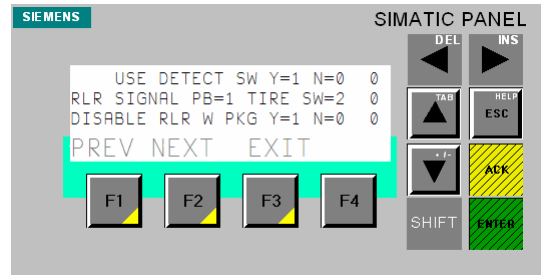 SIEMENS
SIMATIC PANEL
DEL
INS
USE DETECT SW Y=1 N=0 0
RLR SIGNAL PB=1 TIRE SW=2 0
DISABLE RLR W PKG Y=1 N=0 0
PREV NEXT EXIT
TAB
HELP
ESC
+/-
ACK
F1 F2 F3 F4
SHIFT
ENTER